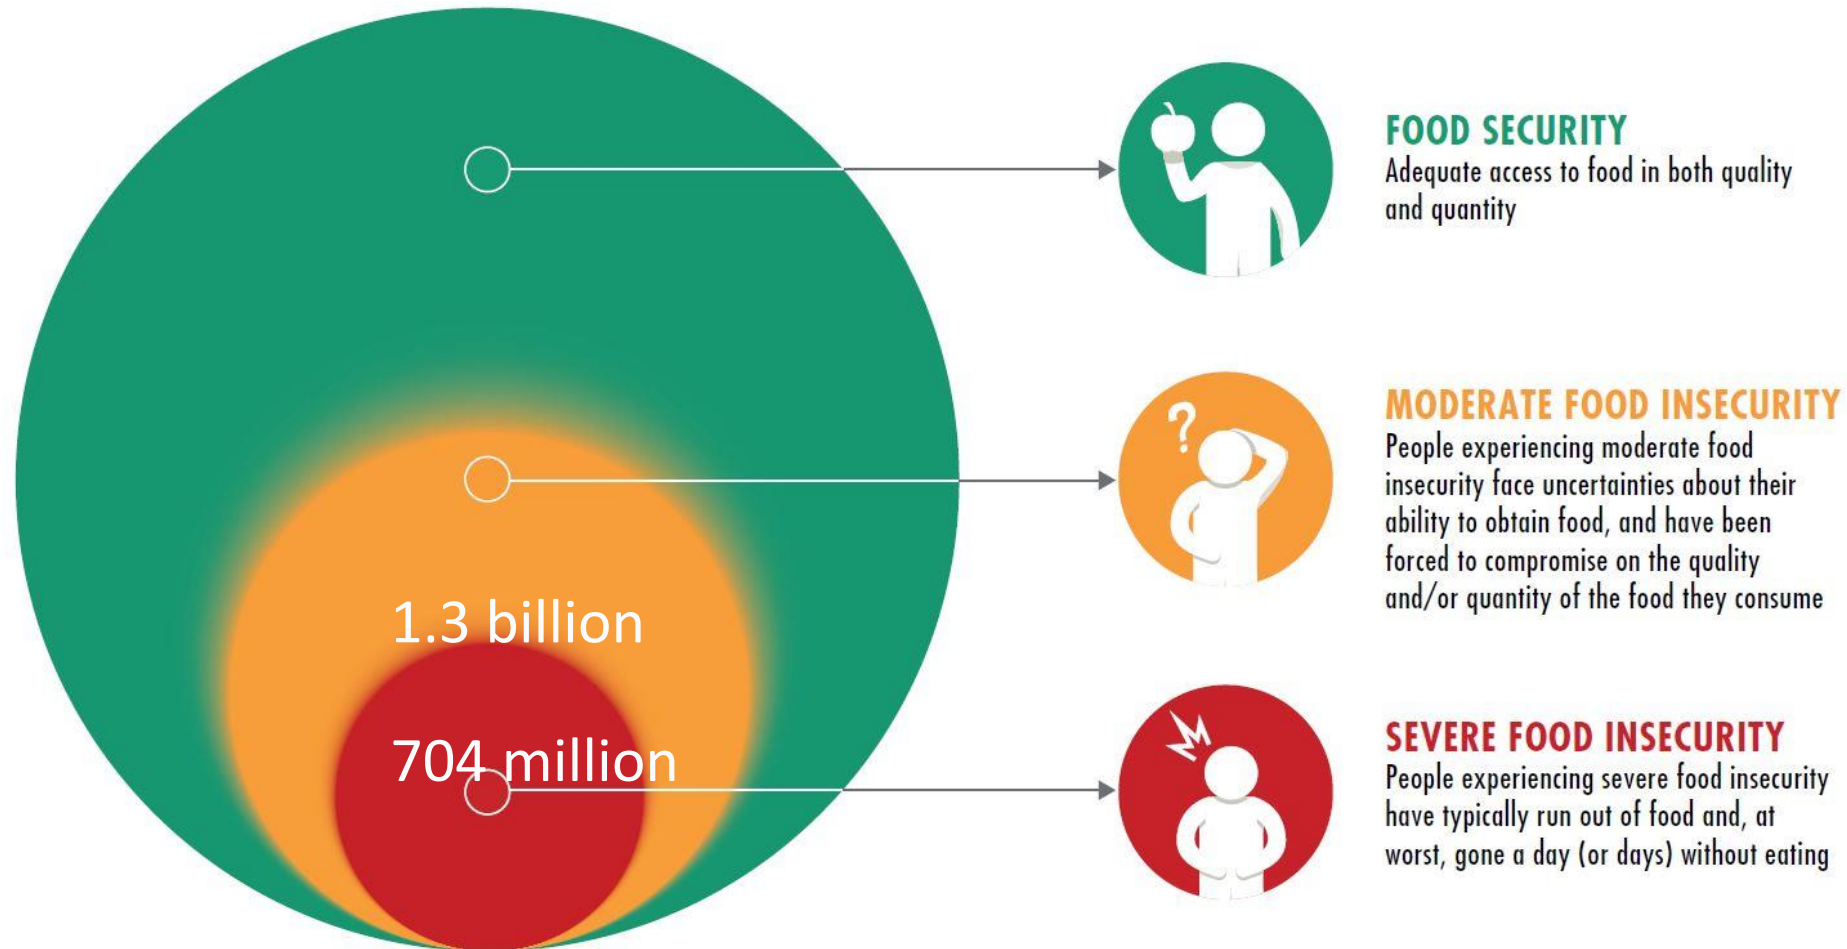 FOOD SECURITY
Adequate access to food in both quality
and quantity
?
MODERATE FOOD INSECURITY
People experiencing moderate food
insecurity face uncertainties about their
ability to obtain food, and have been
forced to compromise on the quality
and/or quantity of the food they consume
1.3 billion
704 million
SEVERE FOOD INSECURITY
People experiencing severe food insecurity
have typically run out of food and, at
worst, gone a day (or days) without eating